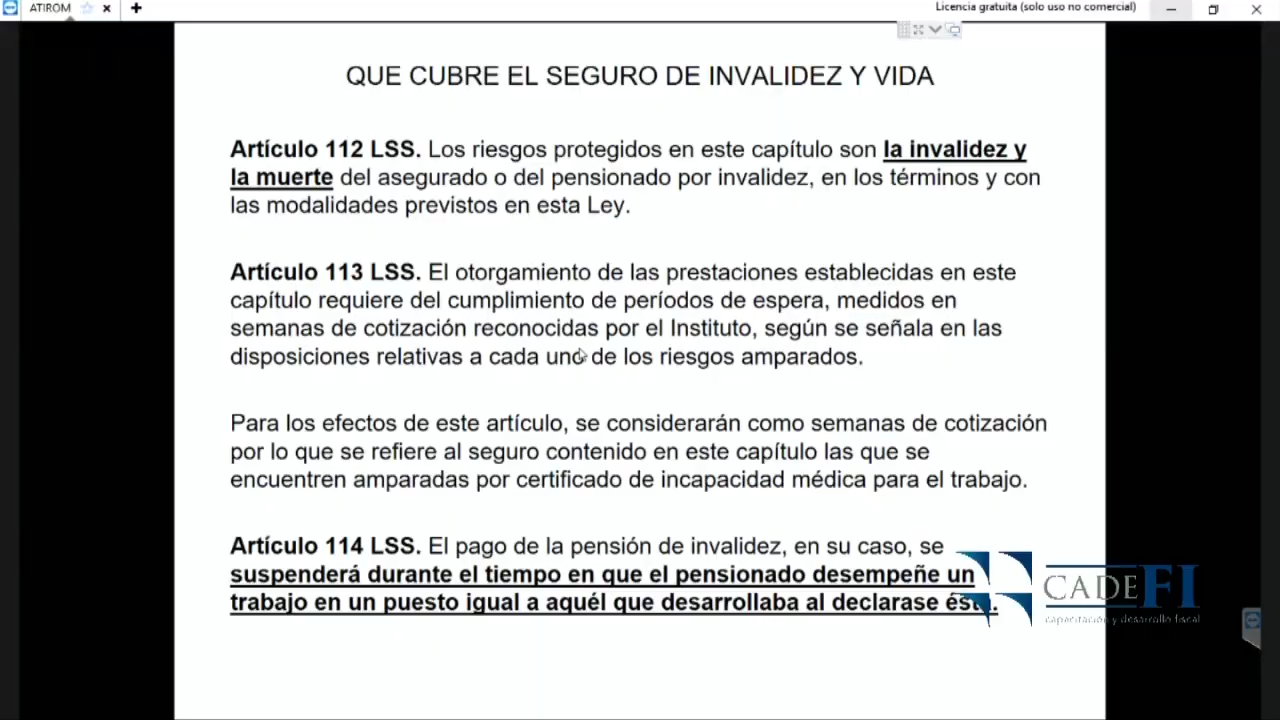 ATIROM
Licencia gratuita (solo uso no comercial)
QUE CUBRE EL SEGURO DE INVALIDEZ Y VIDA
Artículo 112 LSS. Los riesgos protegidos en este capítulo son la invalidez y
la muerte del asegurado o del pensionado por invalidez, en los términos y con
las modalidades previstos en esta Ley.
Artículo 113 LSS. El otorgamiento de las prestaciones establecidas en este
capítulo requiere del cumplimiento de períodos de espera, medidos en
semanas de cotización reconocidas por el Instituto, según se señala en las
disposiciones relativas a cada uno de los riesgos amparados.
Para los efectos de este artículo, se considerarán como semanas de cotización
por lo que se refiere al seguro contenido en este capítulo las que se
encuentren amparadas por certificado de incapacidad médica para el trabajo.
Artículo 114 LSS. El pago de la pensión de invalidez, en su caso, se
suspenderá durante el tiempo en que el pensionado desempeñe un
trabajo en un puesto igual a aquél que desarrollaba al declarase ésta.
CADEFI
capacitación y desarrollo fiscal